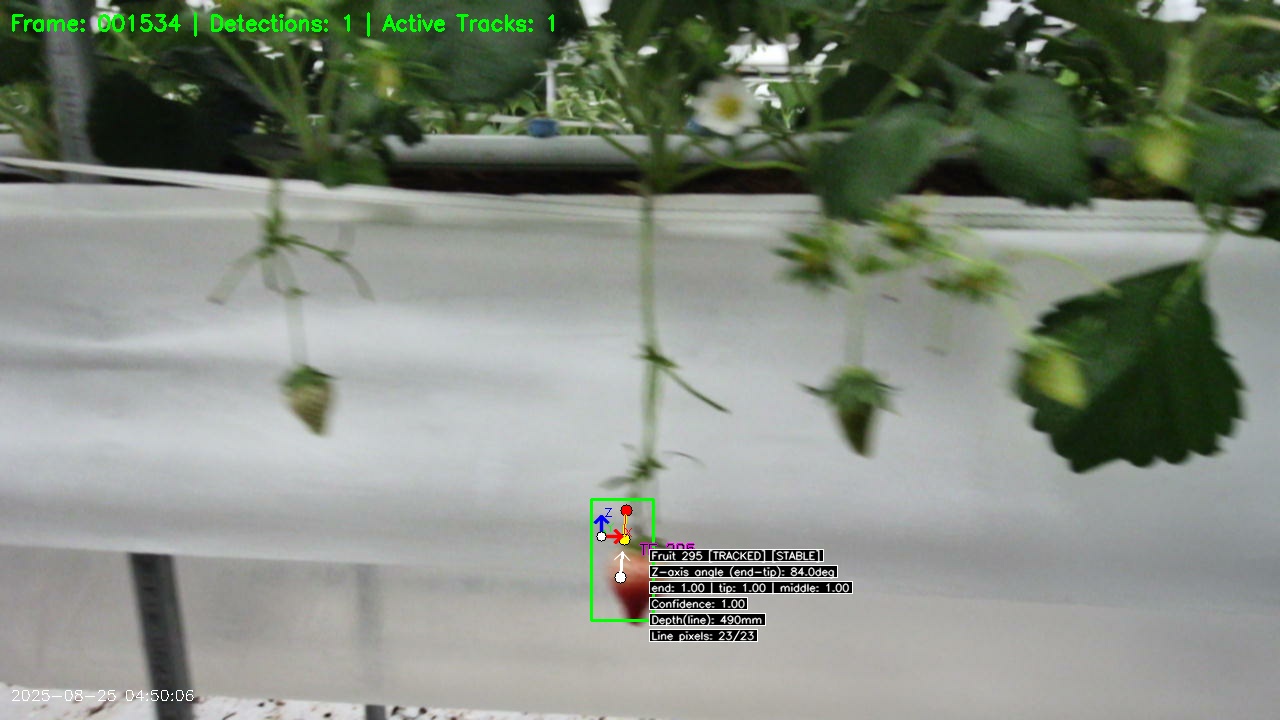 Frame: 001534 | Detections: 1 | Active Tracks: 1
Z
Fruit 295 [TRACKED] [STABLE]
Z-axis angle (end-tip): 84.0deg
end: 1.00 | tip: 1.00 | middle: 1.00
Confidence: 1.00
Depth(line): 490mm
Line pixels: 23/23
2025-08-25 04:50:06